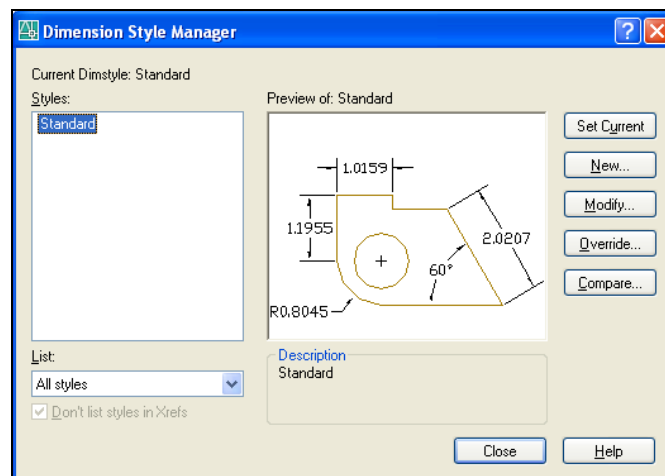 Dimension Style Manager
Current Dimstyle: Standard
Styles:
Standard
Preview of: Standard
1.0159
1.1955
2.0207
60°
R0.8045
Set Current
New...
Modify...
Override...
Compare...
List:
All styles
Don't list styles in Xrefs
Description
Standard
Close
Help